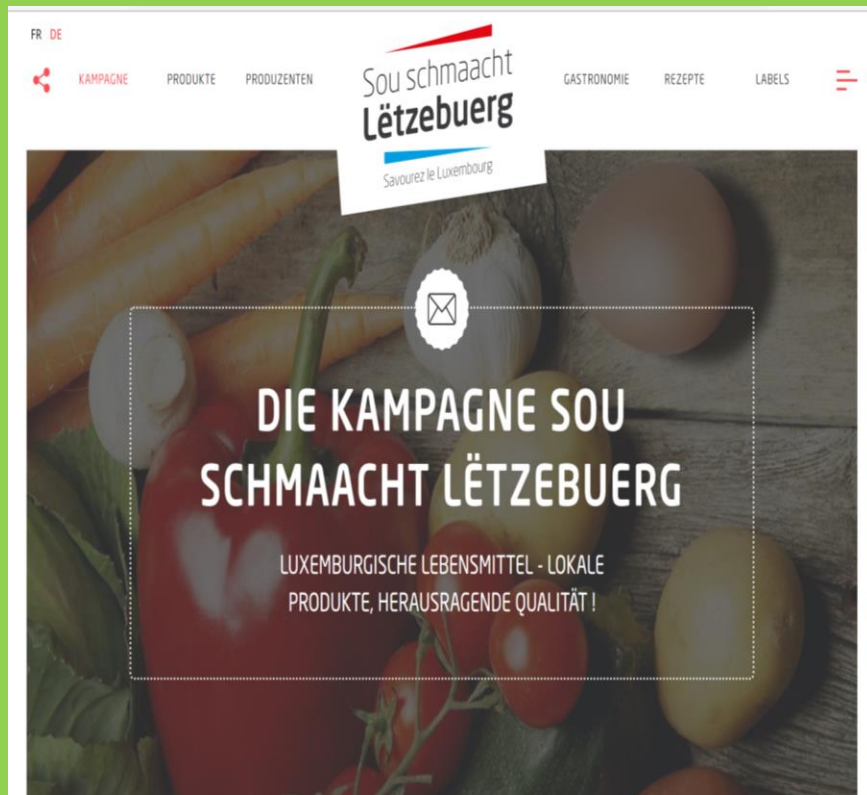 FR DE
KAMPAGNE PRODUKTE PRODUZENTEN
Sou schmaacht
Lëtzebuerg
Savourez le Luxembourg
GASTRONOMIE REZEPTE LABELS
DIE KAMPAGNE SOU
SCHMAACHT LËTZEBUERG
LUXEMBURGISCHE LEBENSMITTEL - LOKALE
PRODUKTE, HERAUSRAGENDE QUALITÄT !